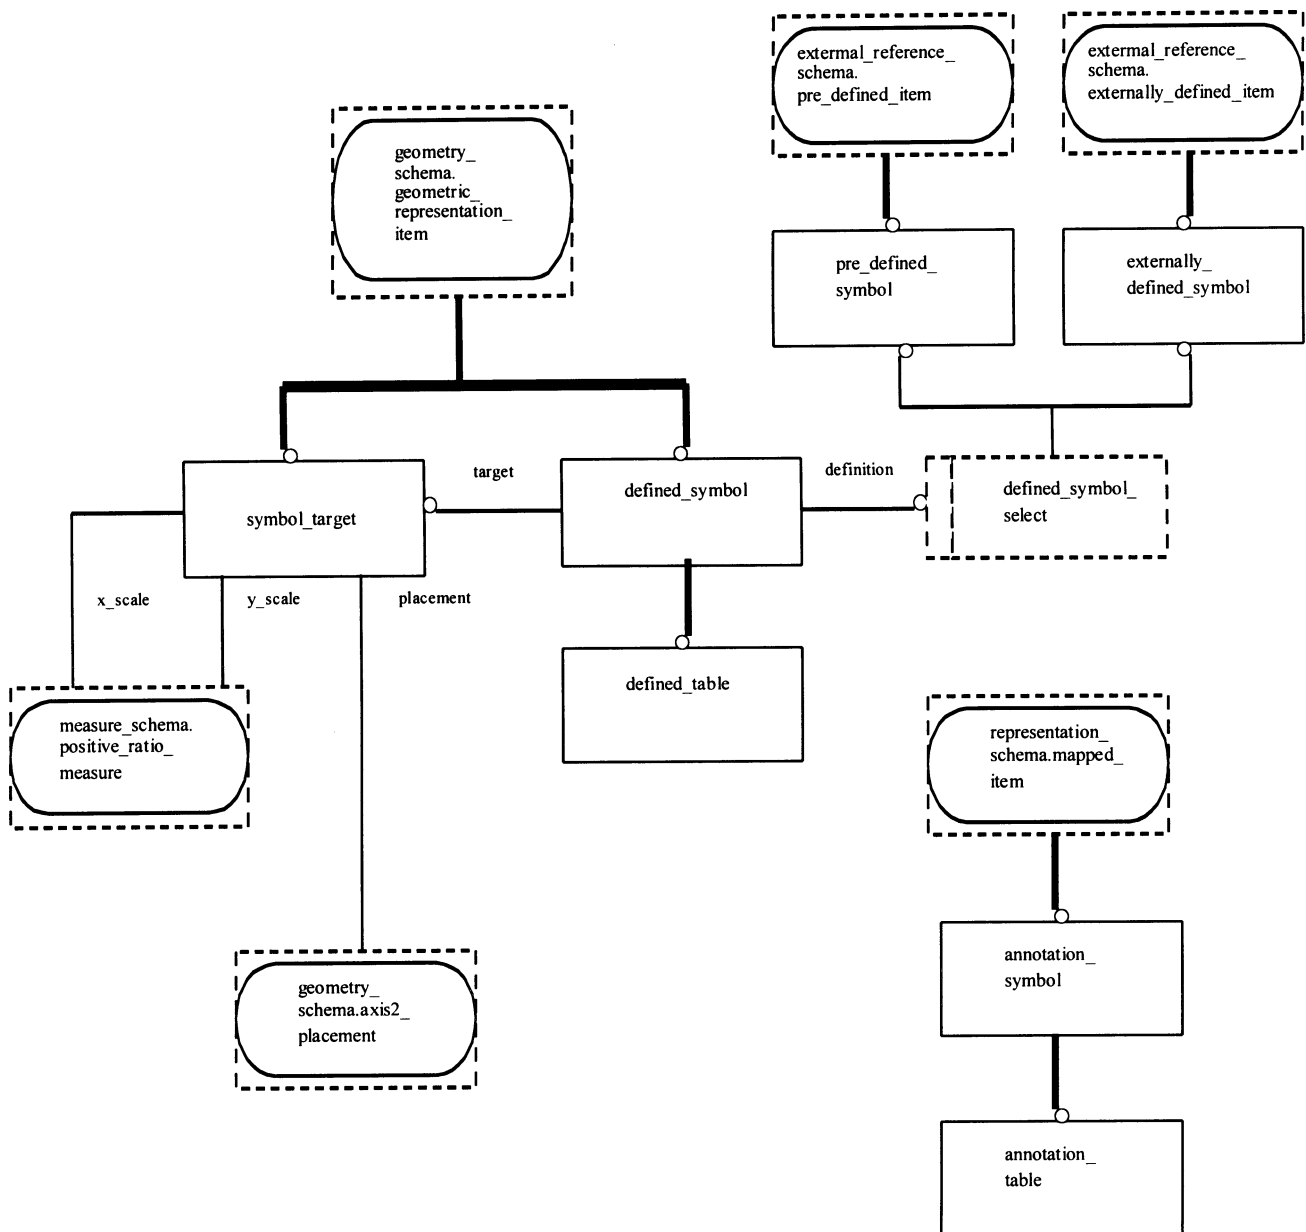 extermal_reference_
schema.
pre_defined_item
extermal_reference_
schema.
externally_defined_item
geometry_
schema.
geometric_
representation_
item
pre_defined_
symbol
externally_
defined_symbol
target
definition
symbol_target
defined_symbol
defined_symbol_
select
x_scale
y_scale
placement
defined_table
measure_schema.
positive_ratio_
measure
representation_
schema.mapped_
item
geometry_
schema.axis2_
placement
annotation_
symbol
annotation_
table